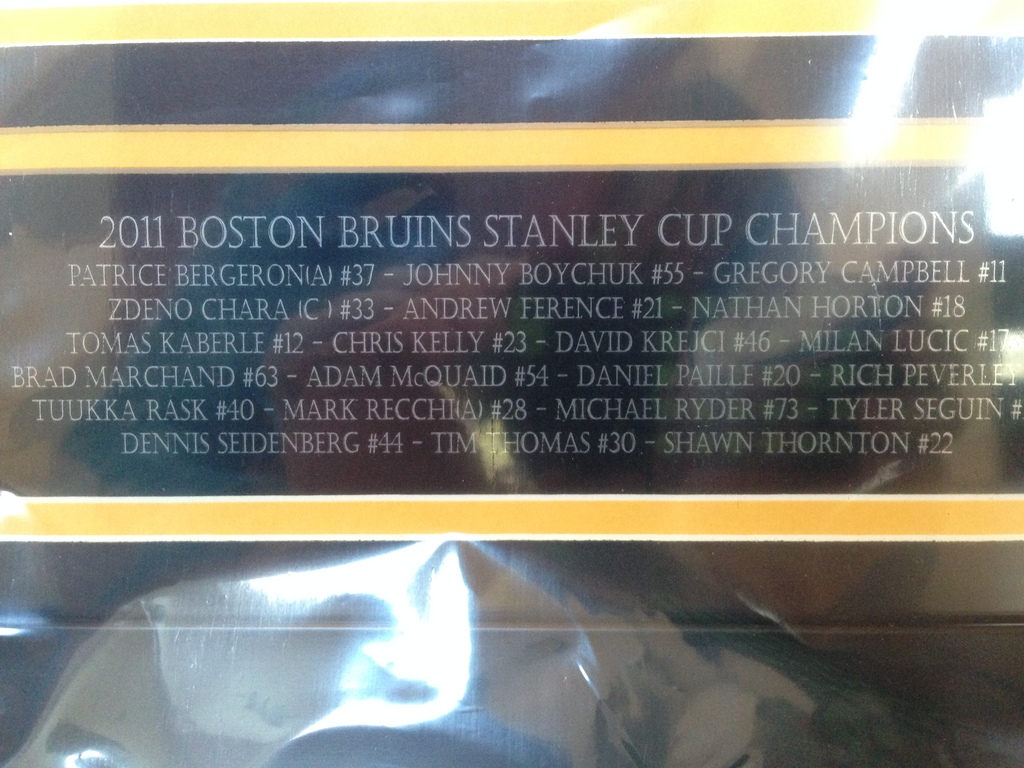 2011 BOSTON BRUINS STANLEY CUP CHAMPIONS
PATRICE BERGERON(A) #37 - JOHNNY BOYCHUK #55 - GREGORY CAMPBELL #11
ZDENO CHARA (C ) #33 - ANDREW FERENCE #21 - NATHAN HORTON #18
TOMAS KABERLE #12 - CHRIS KELLY #23 - DAVID KREJCI #46 - MILAN LUCIC #17
BRAD MARCHAND #63 - ADAM McQUAID #54 - DANIEL PAILLE #20 - RICH PEVERLEY
TUUKKA RASK #40 - MARK RECCHI(A) #28 - MICHAEL RYDER #73 - TYLER SEGUIN #
DENNIS SEIDENBERG #44 - TIM THOMAS #30 - SHAWN THORNTON #22